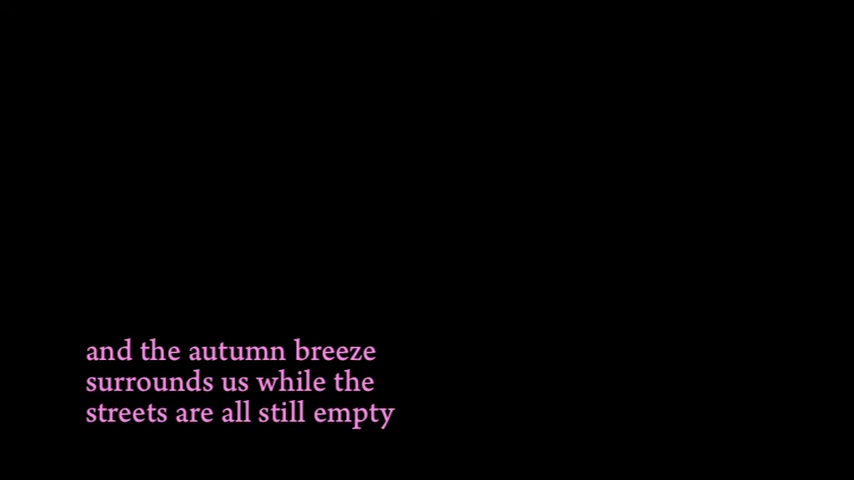 and the autumn breeze
surrounds us while the
streets are all still empty